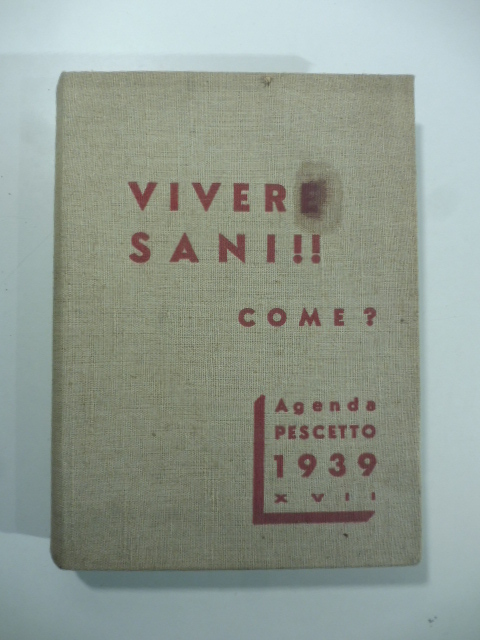 VIVERE
SANI!!
COME?
Agenda
PESCETTO
1939
XVII